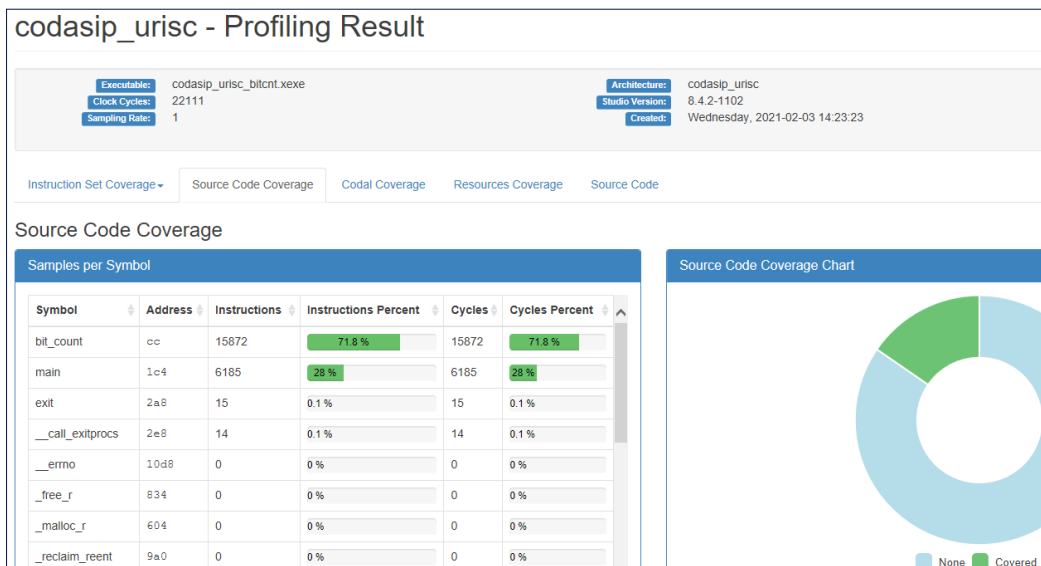 codasip_urisc - Profiling Result
Executable: codasip_urisc_bitcnt.xexe
Clock Cycles: 22111
Sampling Rate: 1
Architecture: codasip_urisc
Studio Version: 8.4.2-1102
Created: Wednesday, 2021-02-03 14:23:23
Instruction Set Coverage Source Code Coverage Codal Coverage Resources Coverage Source Code
Source Code Coverage
Samples per Symbol
Symbol Address Instructions Instructions Percent Cycles Cycles Percent
bit_count cc 15872 71.8 % 15872 71.8 %
main 1c4 6185 28 % 6185 28 %
exit 2a8 15 0.1 % 15 0.1 %
__call_exitprocs 2e8 14 0.1 % 14 0.1 %
__errno 10d8 0 0 % 0 0 %
_free_r 834 0 0 % 0 0 %
_malloc_r 604 0 0 % 0 0 %
_reclaim_reent 9a0 0 0 % 0 0 %
Source Code Coverage Chart
None Covered